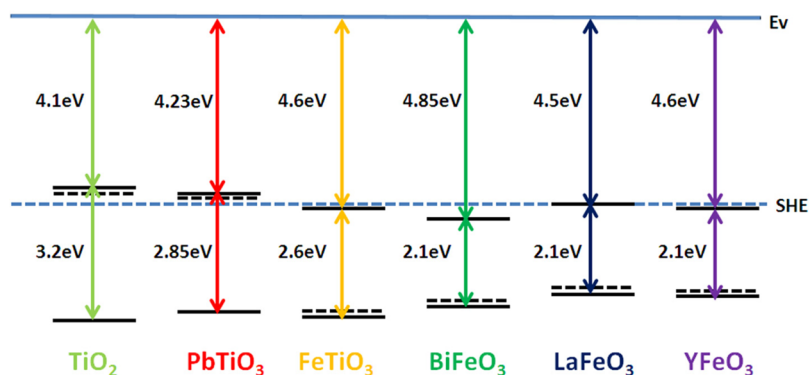 Ev
4.1eV 4.23eV 4.6eV 4.85eV 4.5eV 4.6eV
SHE
3.2eV 2.85eV 2.6eV 2.1eV 2.1eV 2.1eV
TiO₂ PbTiO₃ FeTiO₃ BiFeO₃ LaFeO₃ YFeO₃